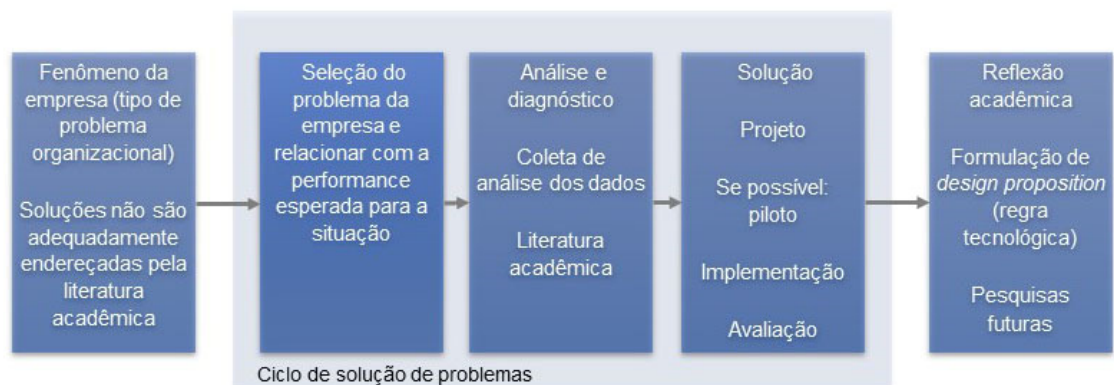 Fenômeno da
empresa (tipo de
problema
organizacional)
Soluções não são
adequadamente
endereçadas pela
literatura
acadêmica
Seleção do
problema da
empresa e
relacionar com a
performance
esperada para a
situação
Análise e
diagnóstico
Coleta de
análise dos dados
Literatura
acadêmica
Solução
Projeto
Se possível:
piloto
Implementação
Avaliação
Reflexão
acadêmica
Formulação de
design proposition
(regra
tecnológica)
Pesquisas
futuras
Ciclo de solução de problemas